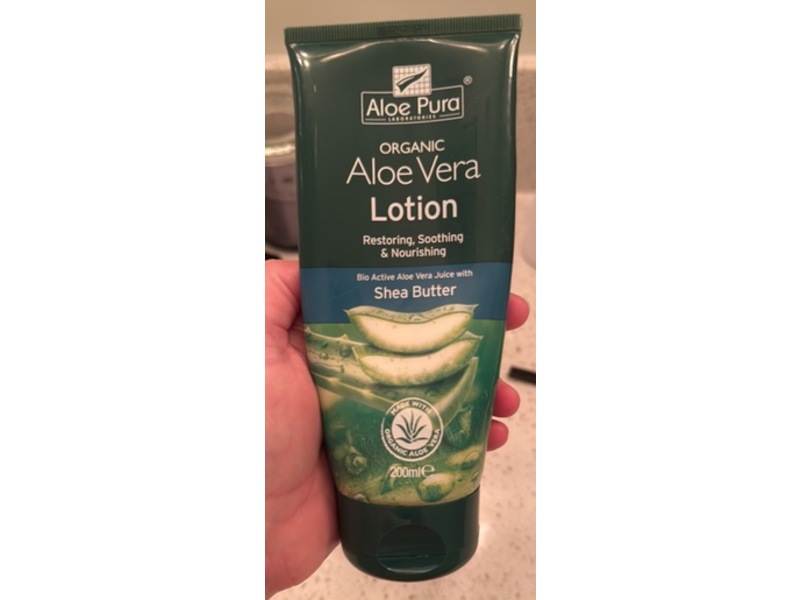 Aloe Pura®
LABORATORIES
ORGANIC
Aloe Vera
Lotion
Restoring, Soothing
& Nourishing
Bio Active Aloe Vera Juice with
Shea Butter
MADE WITH
ORGANIC ALOE VERA
200ml℮